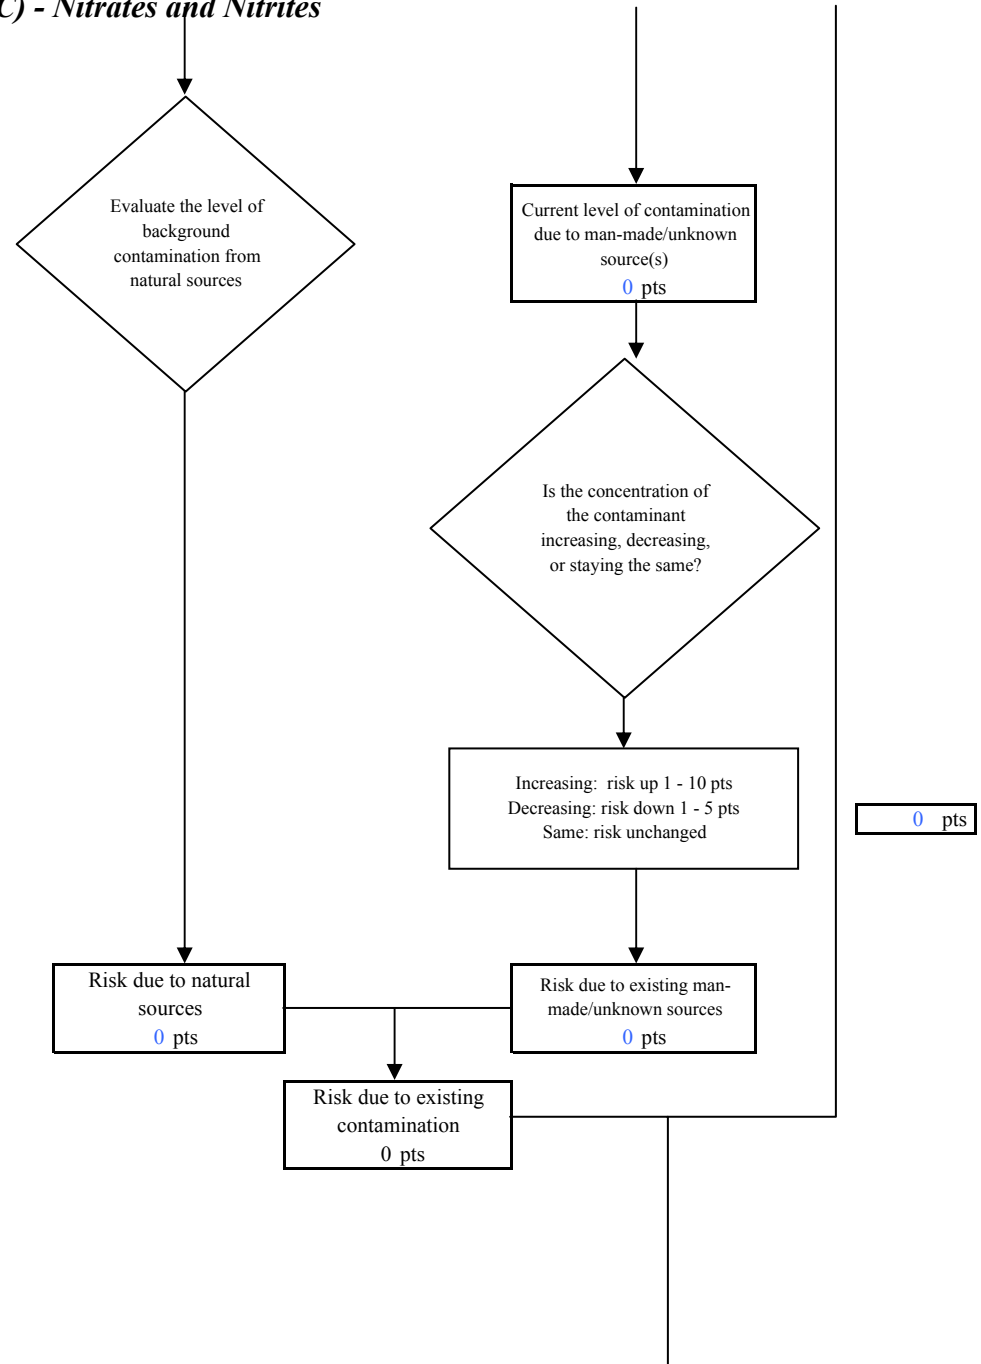 C) - Nitrates and Nitrites
Evaluate the level of
background
contamination from
natural sources
Current level of contamination
due to man-made/unknown
source(s)
0 pts
Is the concentration of
the contaminant
increasing, decreasing,
or staying the same?
Increasing:  risk up 1 - 10 pts
Decreasing: risk down 1 - 5 pts
Same: risk unchanged
0 pts
Risk due to natural
sources
0 pts
Risk due to existing man-
made/unknown sources
0 pts
Risk due to existing
contamination
0 pts